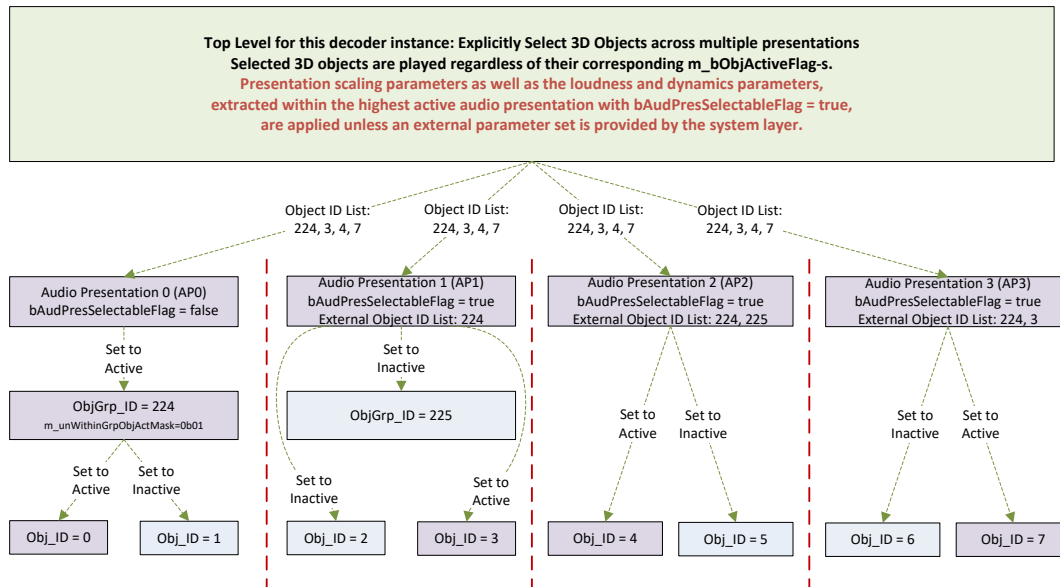 Top Level for this decoder instance: Explicitly Select 3D Objects across multiple presentations
Selected 3D objects are played regardless of their corresponding m_bObjActiveFlag-s.
Presentation scaling parameters as well as the loudness and dynamics parameters,
extracted within the highest active audio presentation with bAudPresSelectableFlag = true,
are applied unless an external parameter set is provided by the system layer.
Object ID List:
224, 3, 4, 7
Object ID List:
224, 3, 4, 7
Object ID List:
224, 3, 4, 7
Object ID List:
224, 3, 4, 7
Audio Presentation 0 (AP0)
bAudPresSelectableFlag = false
Audio Presentation 1 (AP1)
bAudPresSelectableFlag = true
External Object ID List: 224
Audio Presentation 2 (AP2)
bAudPresSelectableFlag = true
External Object ID List: 224, 225
Audio Presentation 3 (AP3)
bAudPresSelectableFlag = true
External Object ID List: 224, 3
Set to
Active
Set to
Inactive
ObjGrp_ID = 224
m_unWithinGrpObjActMask=0b01
ObjGrp_ID = 225
Set to
Active
Set to
Inactive
Set to
Active
Set to
Inactive
Set to
Active
Set to
Inactive
Set to
Inactive
Set to
Active
Obj_ID = 0
Obj_ID = 1
Obj_ID = 2
Obj_ID = 3
Obj_ID = 4
Obj_ID = 5
Obj_ID = 6
Obj_ID = 7